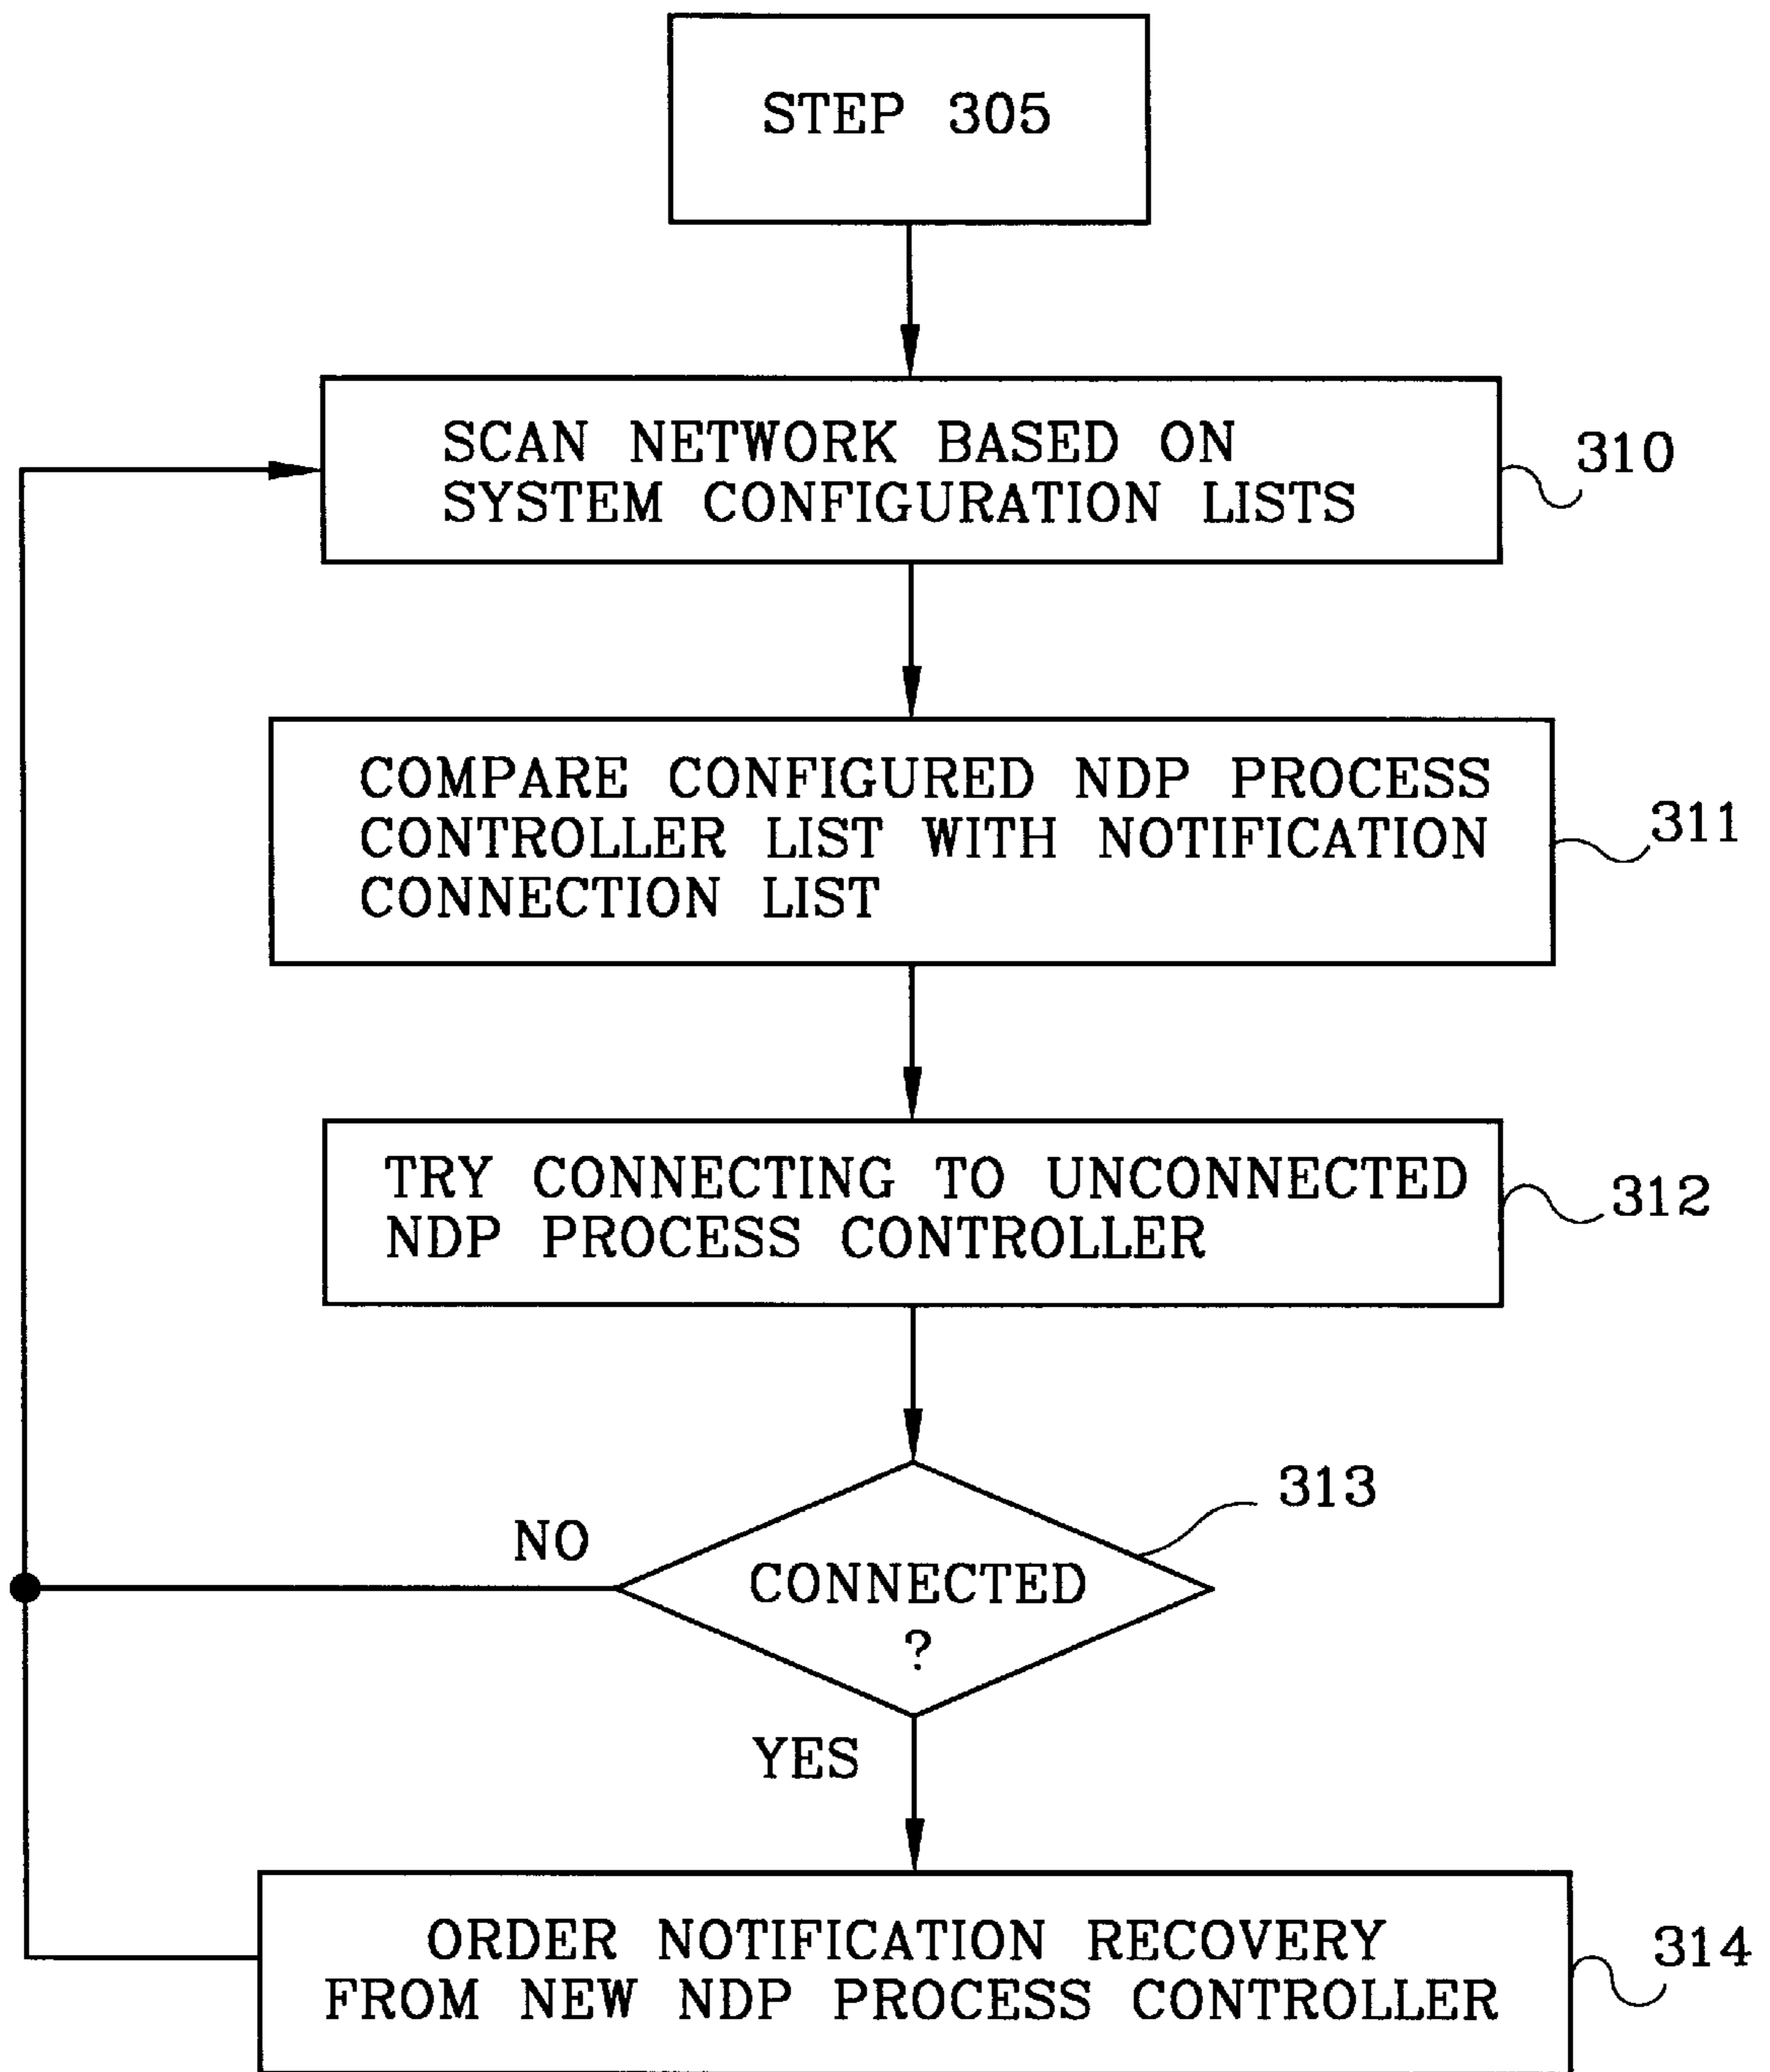 STEP 305
SCAN NETWORK BASED ON
SYSTEM CONFIGURATION LISTS
310
COMPARE CONFIGURED NDP PROCESS
CONTROLLER LIST WITH NOTIFICATION
CONNECTION LIST
311
TRY CONNECTING TO UNCONNECTED
NDP PROCESS CONTROLLER
312
313
NO
CONNECTED
?
YES
ORDER NOTIFICATION RECOVERY
FROM NEW NDP PROCESS CONTROLLER
314